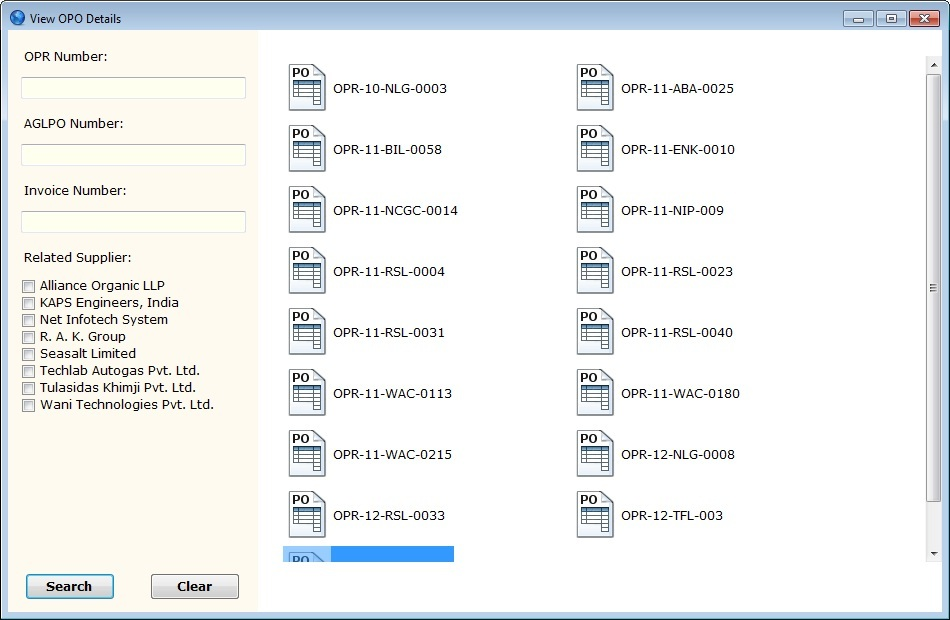 View OPO Details
OPR Number:
AGLPO Number:
Invoice Number:
Related Supplier:
Alliance Organic LLP
KAPS Engineers, India
Net Infotech System
R. A. K. Group
Seasalt Limited
Techlab Autogas Pvt. Ltd.
Tulasidas Khimji Pvt. Ltd.
Wani Technologies Pvt. Ltd.
Search Clear
PO OPR-10-NLG-0003 PO OPR-11-ABA-0025
PO OPR-11-BIL-0058 PO OPR-11-ENK-0010
PO OPR-11-NCGC-0014 PO OPR-11-NIP-009
PO OPR-11-RSL-0004 PO OPR-11-RSL-0023
PO OPR-11-RSL-0031 PO OPR-11-RSL-0040
PO OPR-11-WAC-0113 PO OPR-11-WAC-0180
PO OPR-11-WAC-0215 PO OPR-12-NLG-0008
PO OPR-12-RSL-0033 PO OPR-12-TFL-003
PO